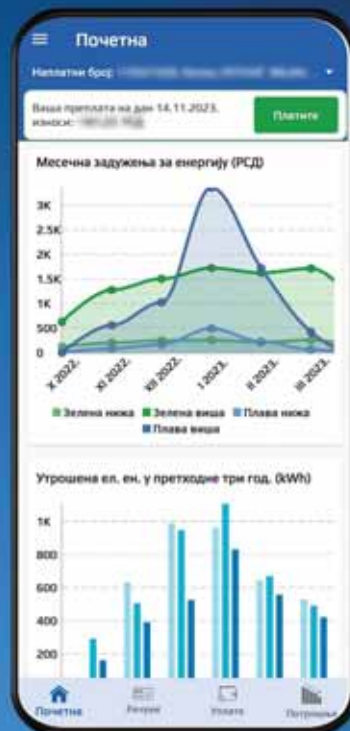 Почетна
Наплатни број:
Ваша преплата на дан 14.11.2023.
износи:
Платите
Месечна задужења за енергију (РСД)
3K
2.5K
2K
1.5K
1K
500
0
X 2022.
XI 2022.
XII 2022.
I 2023.
II 2023.
III 2023.
Зелена нижа Зелена виша Плава нижа
Плава виша
Утрошена ел. ен. у претходне три год. (kWh)
1K
800
600
400
200
Почетна
Рачуни
Уплате
Потрошња